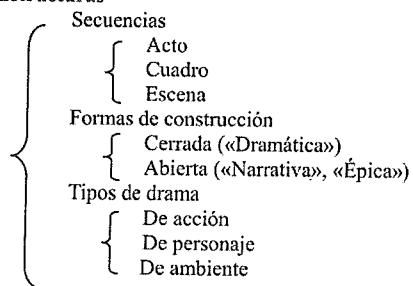 Secuencias
Acto
Cuadro
Escena
Formas de construcción
Cerrada («Dramática»)
Abierta («Narrativa», «Épica»)
Tipos de drama
De acción
De personaje
De ambiente